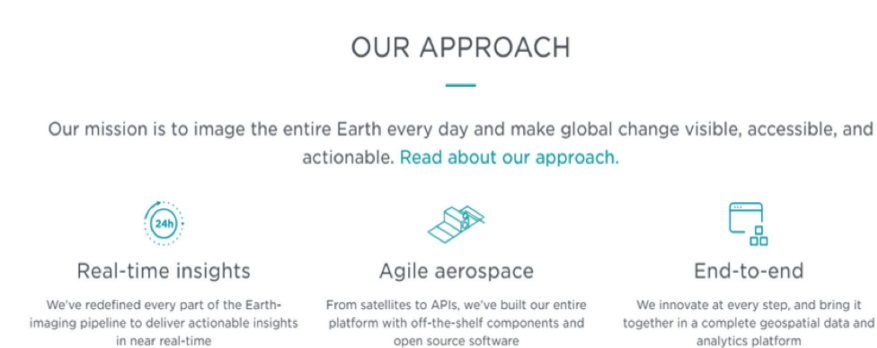 OUR APPROACH
Our mission is to image the entire Earth every day and make global change visible, accessible, and
actionable. Read about our approach.
24h
Real-time insights
We've redefined every part of the Earth-
imaging pipeline to deliver actionable insights
in near real-time
Agile aerospace
From satellites to APIs, we've built our entire
platform with off-the-shelf components and
open source software
End-to-end
We innovate at every step, and bring it
together in a complete geospatial data and
analytics platform